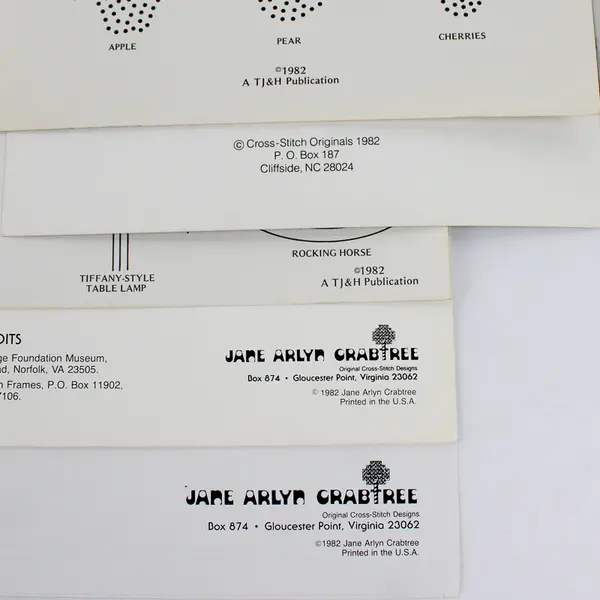 APPLE
PEAR
CHERRIES
©1982
A TJ&H Publication
© Cross-Stitch Originals 1982
P. O. Box 187
Cliffside, NC 28024
TIFFANY-STYLE
TABLE LAMP
ROCKING HORSE
©1982
A TJ&H Publication
DITS
ge Foundation Museum,
d, Norfolk, VA 23505.
n Frames, P.O. Box 11902,
7106.
JANE ARLYN CRABTREE
Original Cross-Stitch Designs
Box 874 • Gloucester Point, Virginia 23062
© 1982 Jane Arlyn Crabtree
Printed in the U.S.A.
JANE ARLYN CRABTREE
Original Cross-Stitch Designs
Box 874 • Gloucester Point, Virginia 23062
©1982 Jane Arlyn Crabtree
Printed in the U.S.A.